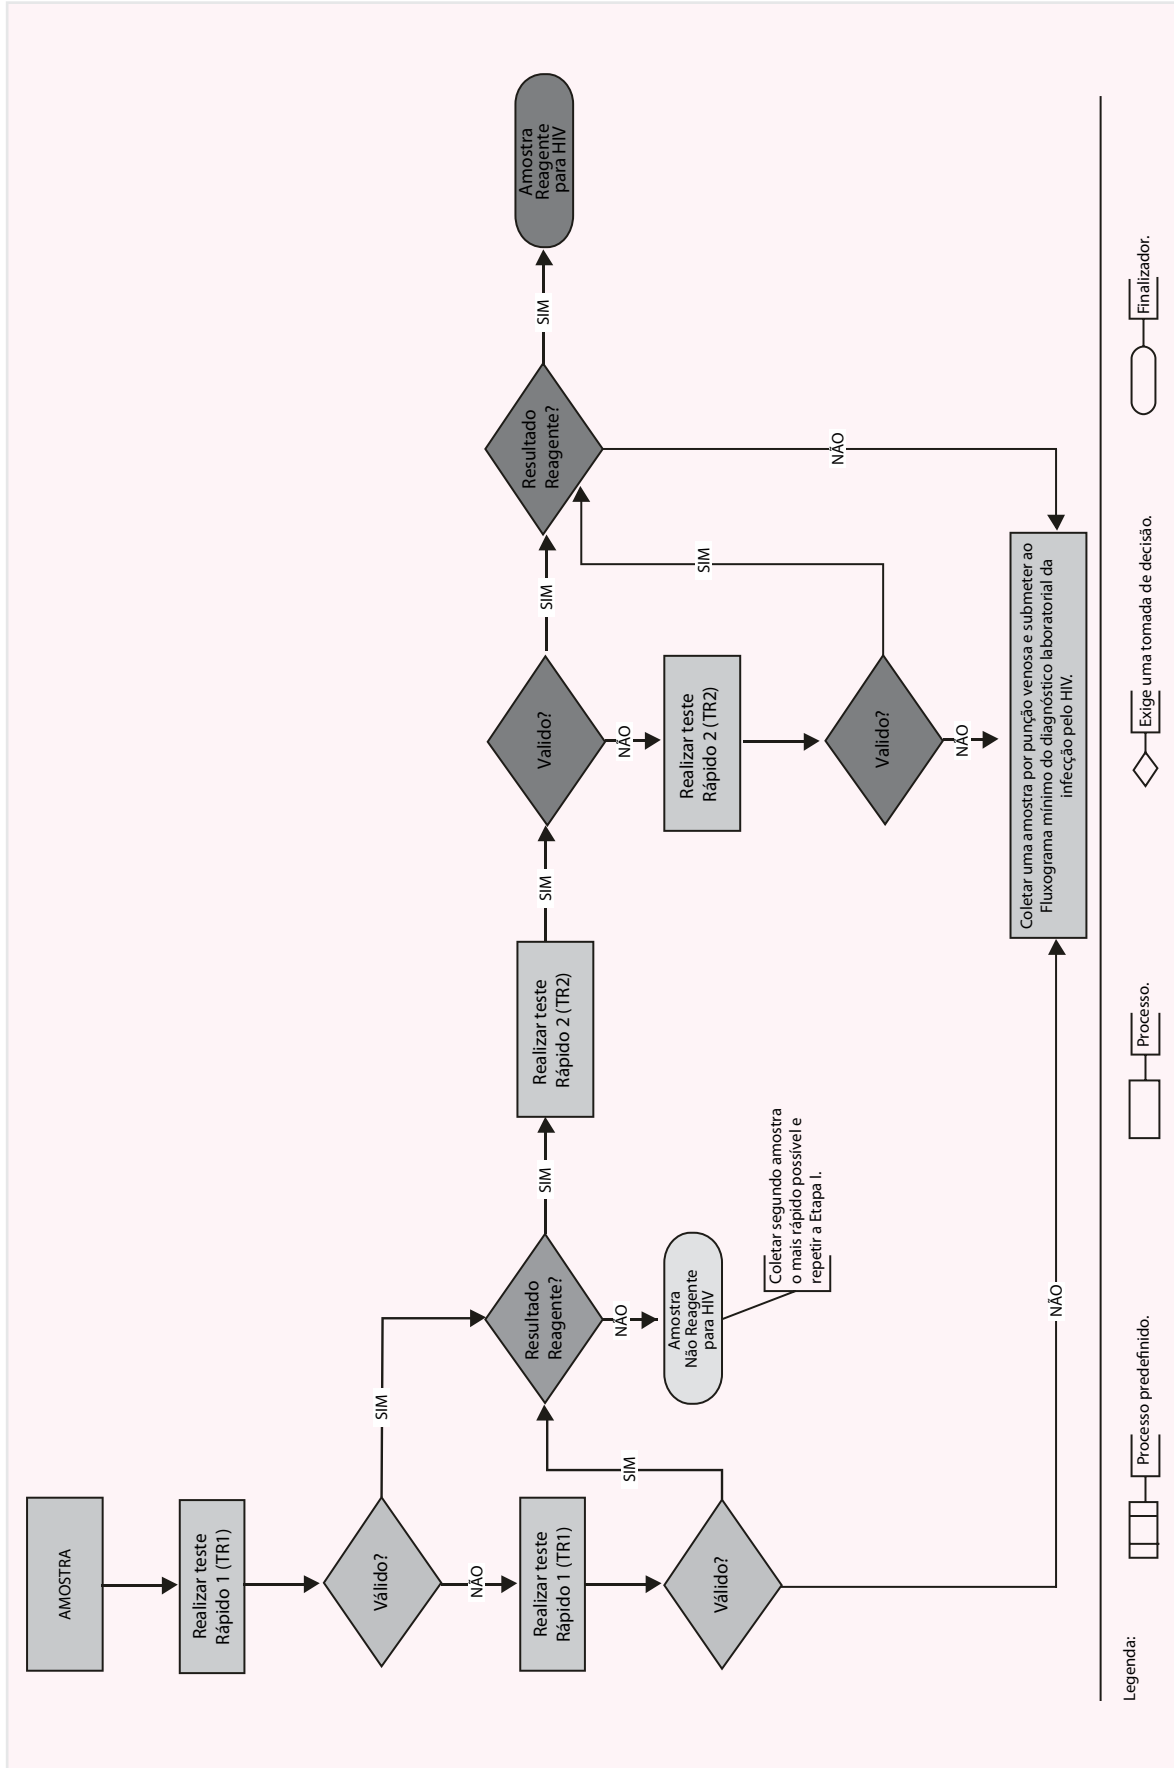 AMOSTRA
Realizar teste
Rápido 1 (TR1)
Válido?
SIM
NÃO
Realizar teste
Rápido 1 (TR1)
Válido?
SIM
NÃO
Resultado
Reagente?
NÃO
Amostra
Não Reagente
para HIV
Coletar segundo amostra
o mais rápido possível e
repetir a Etapa I.
SIM
Realizar teste
Rápido 2 (TR2)
SIM
Valido?
NÃO
Realizar teste
Rápido 2 (TR2)
Valido?
SIM
NÃO
SIM
Resultado
Reagente?
NÃO
SIM
Amostra
Reagente
para HIV
Coletar uma amostra por punção venosa e submeter ao
Fluxograma mínimo do diagnóstico laboratorial da
infecção pelo HIV.
Legenda:
Processo predefinido.
Processo.
Exige uma tomada de decisão.
Finalizador.